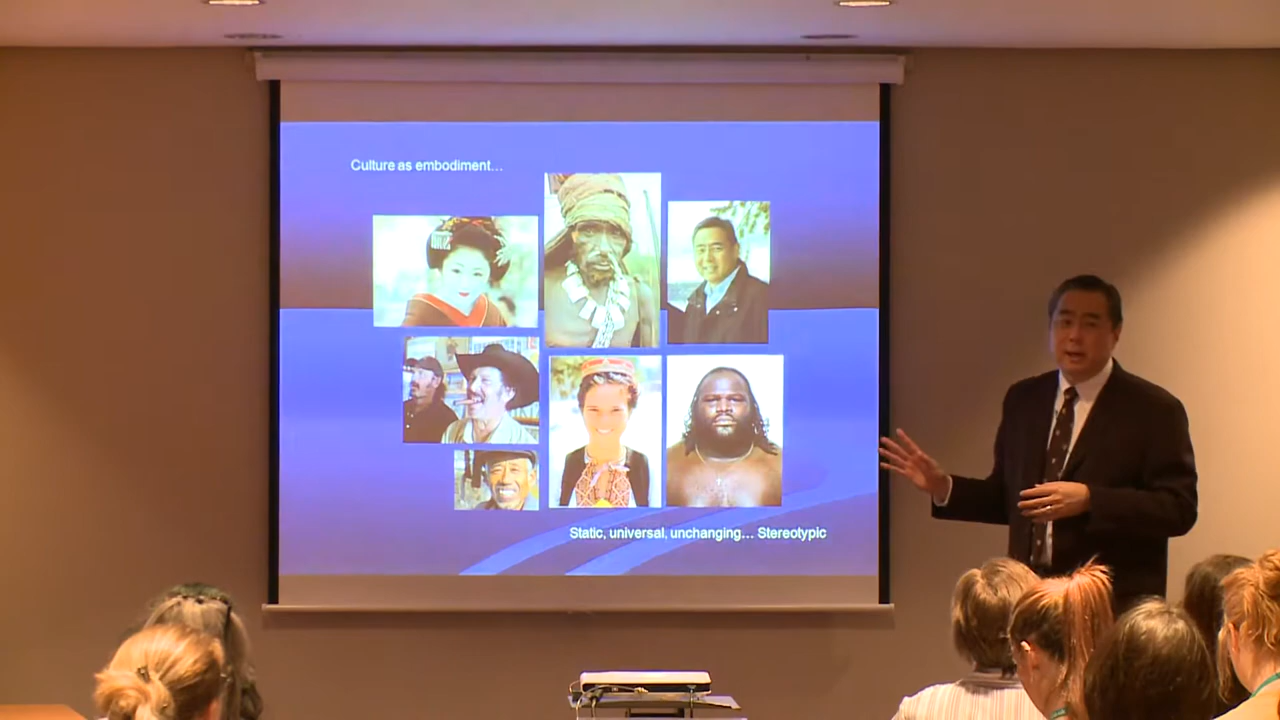 Culture as embodiment...
Static, universal, unchanging... Stereotypic